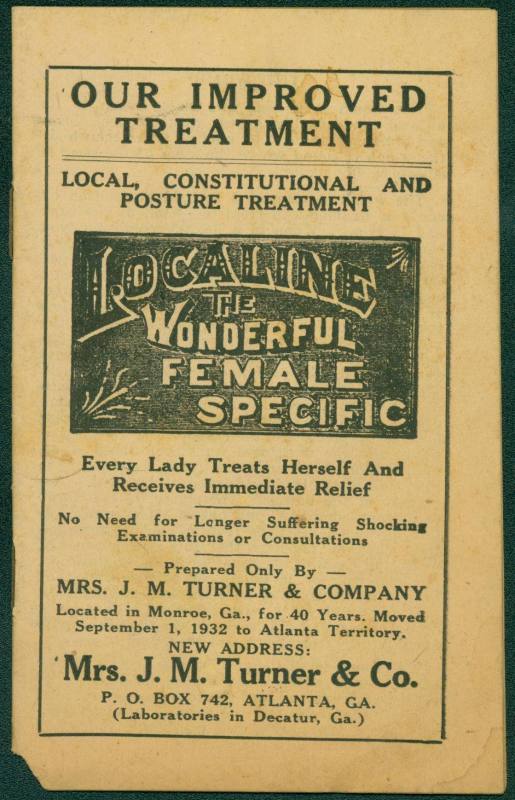 OUR IMPROVED
TREATMENT
LOCAL, CONSTITUTIONAL AND
POSTURE TREATMENT
LOCALINE
THE
WONDERFUL
FEMALE
SPECIFIC
Every Lady Treats Herself And
Receives Immediate Relief
No Need for Longer Suffering Shocking
Examinations or Consultations
— Prepared Only By —
MRS. J. M. TURNER & COMPANY
Located in Monroe, Ga., for 40 Years. Moved
September 1, 1932 to Atlanta Territory.
NEW ADDRESS:
Mrs. J. M. Turner & Co.
P. O. BOX 742, ATLANTA, GA.
(Laboratories in Decatur, Ga.)